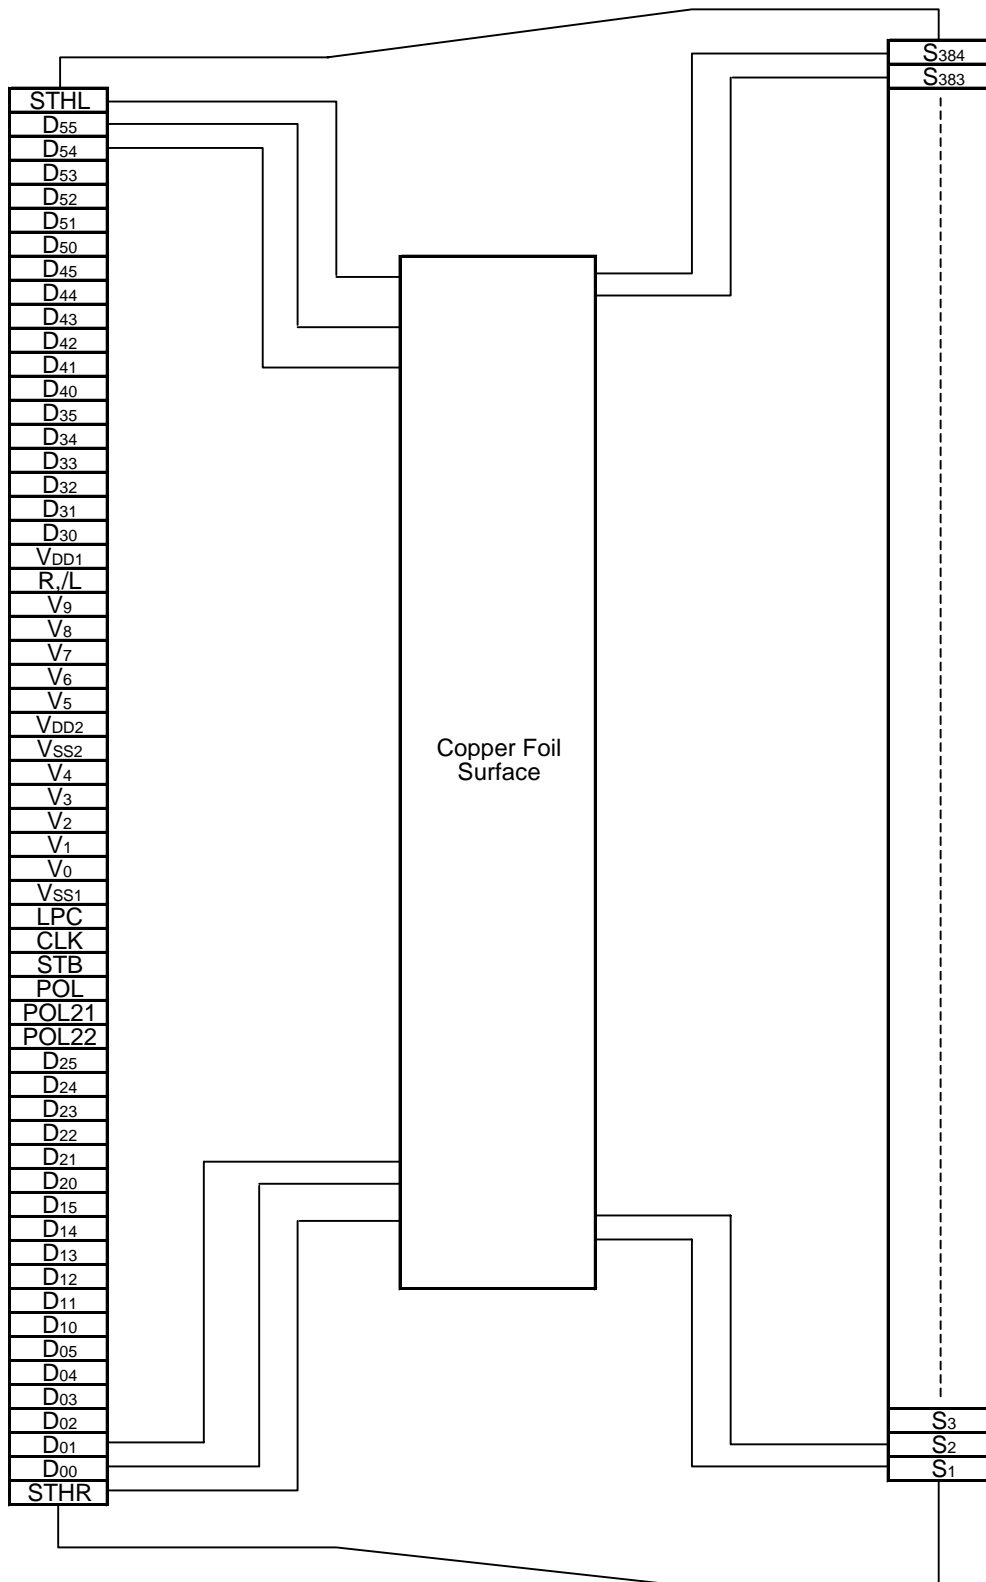 STHL
D55
D54
D53
D52
D51
D50
D45
D44
D43
D42
D41
D40
D35
D34
D33
D32
D31
D30
VDD1
R,/L
V9
V8
V7
V6
V5
VDD2
VSS2
V4
V3
V2
V1
V0
VSS1
LPC
CLK
STB
POL
POL21
POL22
D25
D24
D23
D22
D21
D20
D15
D14
D13
D12
D11
D10
D05
D04
D03
D02
D01
D00
STHR
Copper Foil
Surface
S384
S383
S3
S2
S1